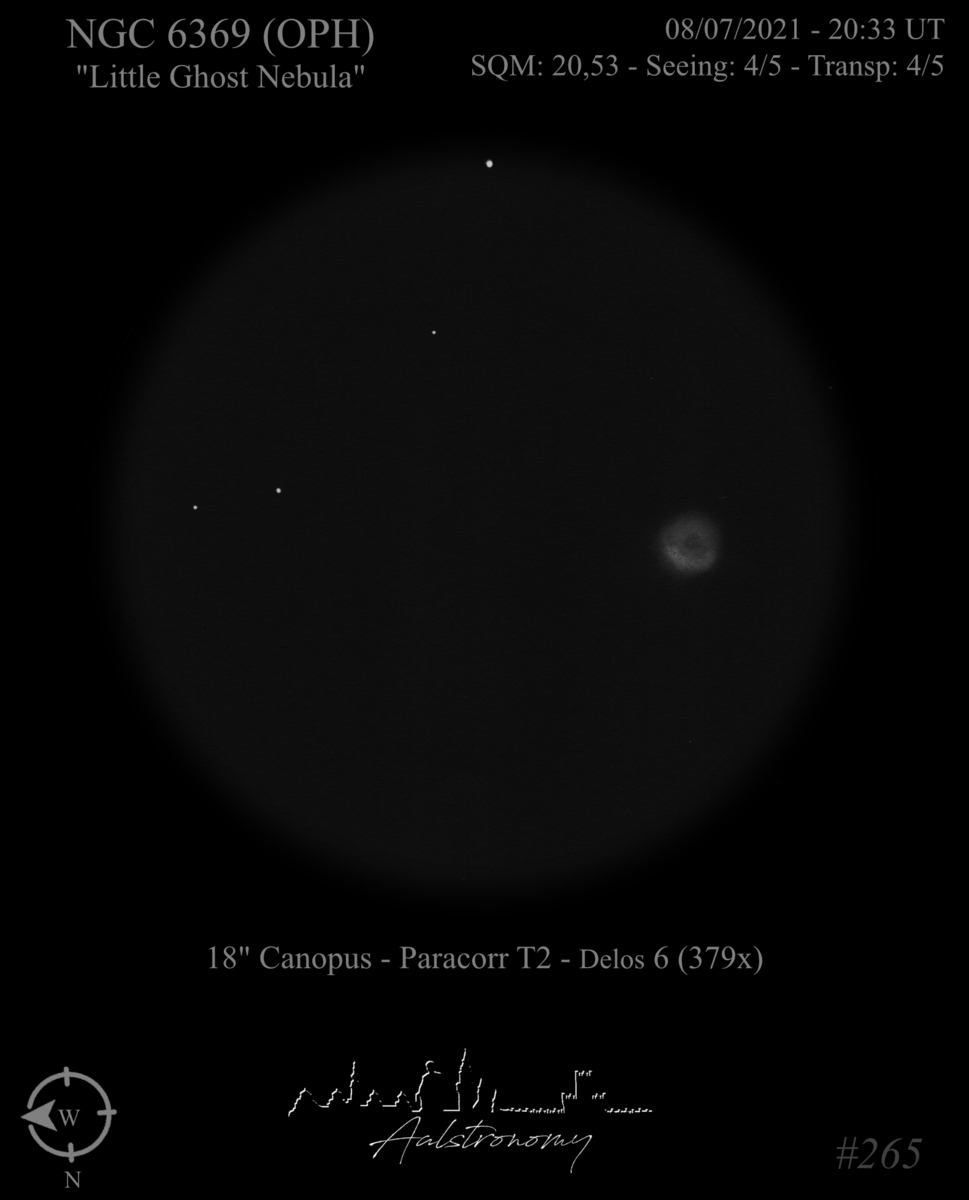 NGC 6369 (OPH)
"Little Ghost Nebula"
08/07/2021 - 20:33 UT
SQM: 20,53 - Seeing: 4/5 - Transp: 4/5
18" Canopus - Paracorr T2 - Delos 6 (379x)
W
N
Aalstronomy
#265